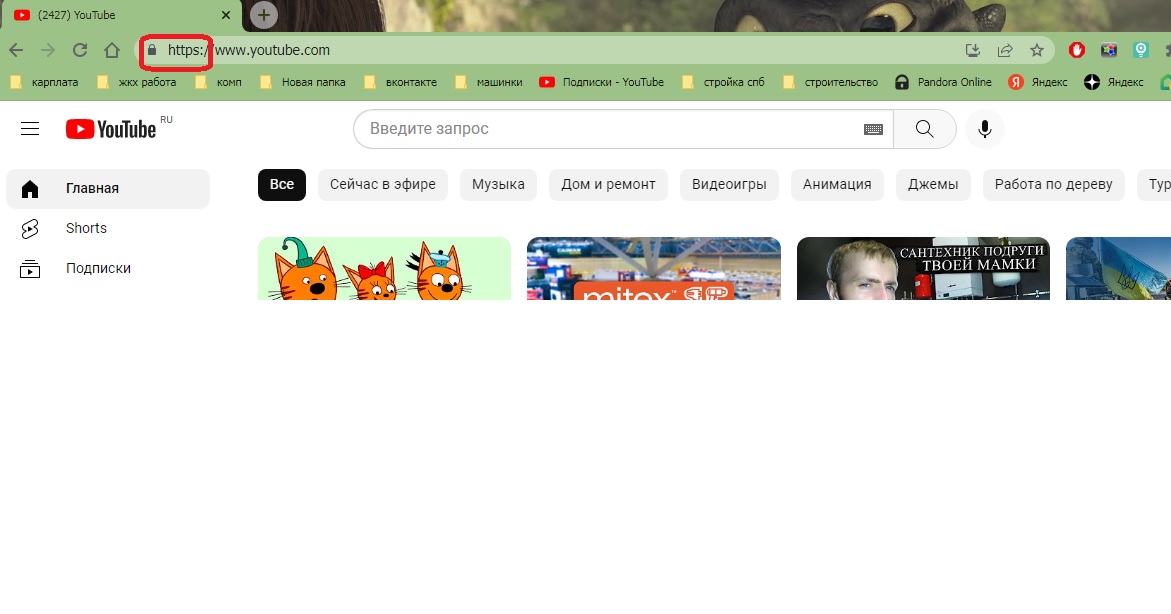 (2427) YouTube
https://www.youtube.com
карплата жкх работа комп Новая папка вконтакте машинки Подписки - YouTube стройка спб строительство Pandora Online Я Яндекс Яндекс
YouTube RU
Введите запрос
Все Сейчас в эфире Музыка Дом и ремонт Видеоигры Анимация Джемы Работа по дереву Тур
Главная
Shorts
Подписки
САНТЕХНИК ПОДРУГИ
ТВОЕЙ МАМКИ
mitex